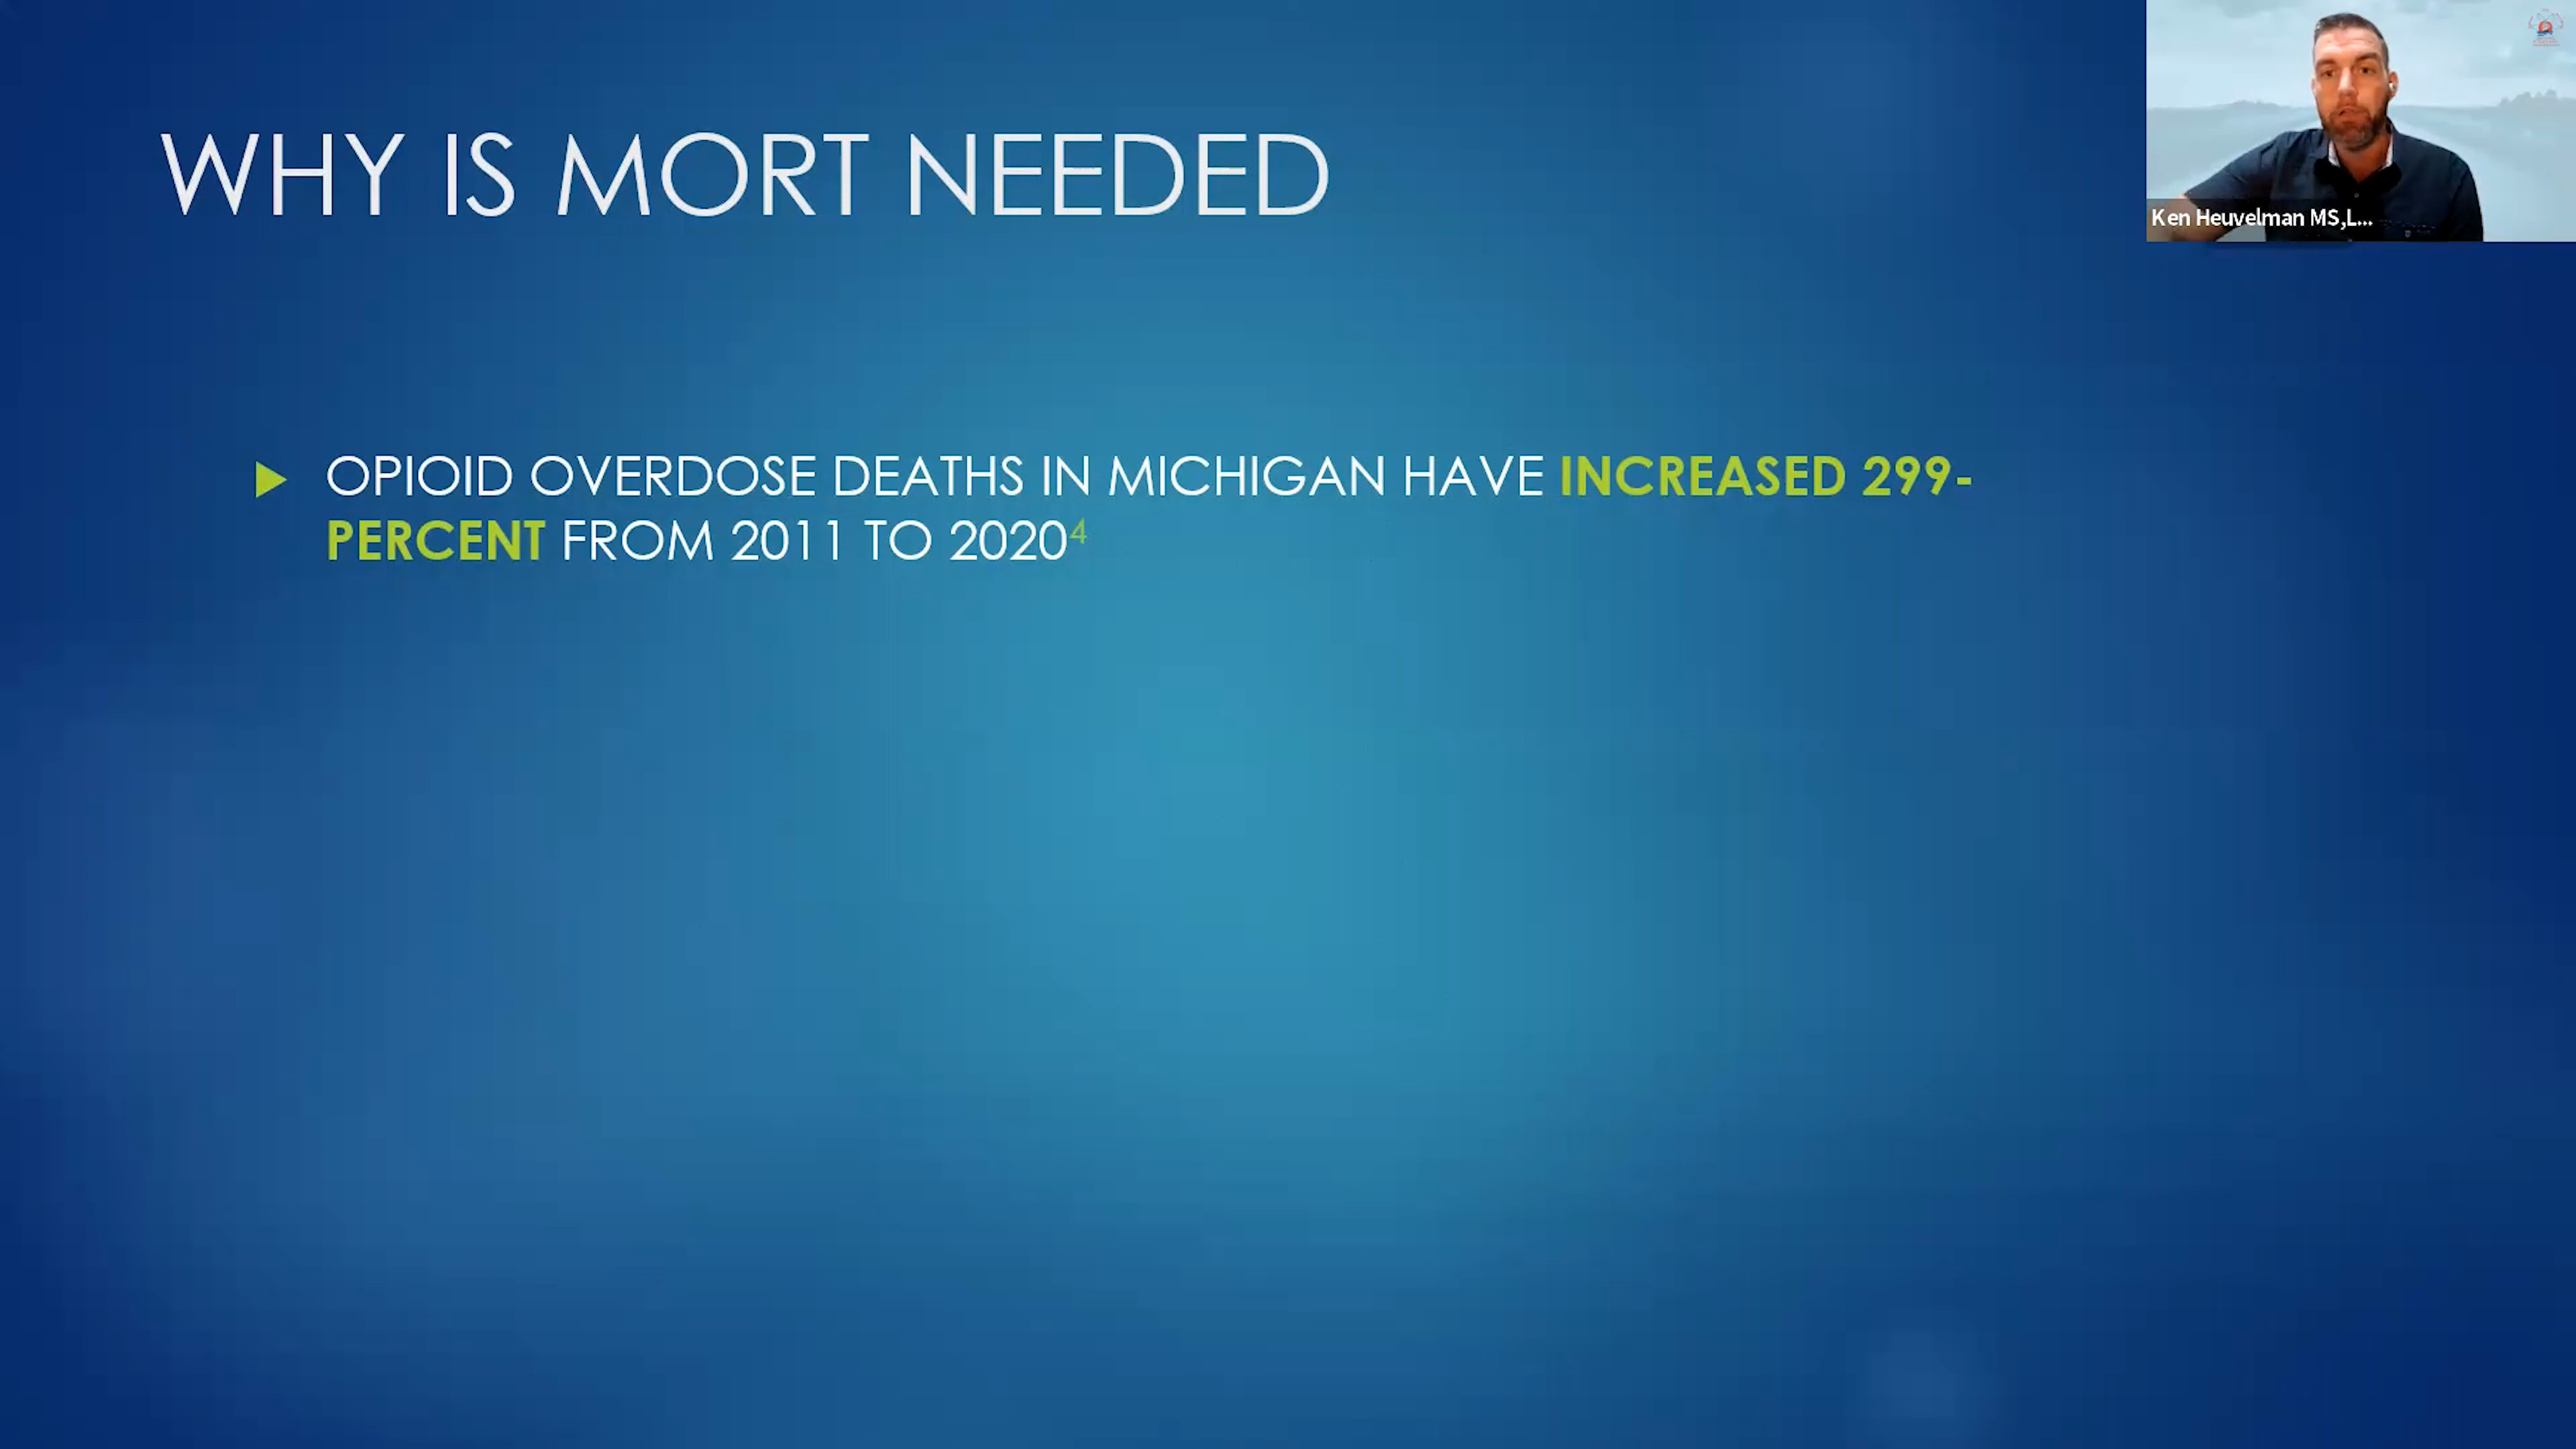 WHY IS MORT NEEDED
Ken Heuvelman MS,L...
OPIOID OVERDOSE DEATHS IN MICHIGAN HAVE INCREASED 299-
PERCENT FROM 2011 TO 2020⁴